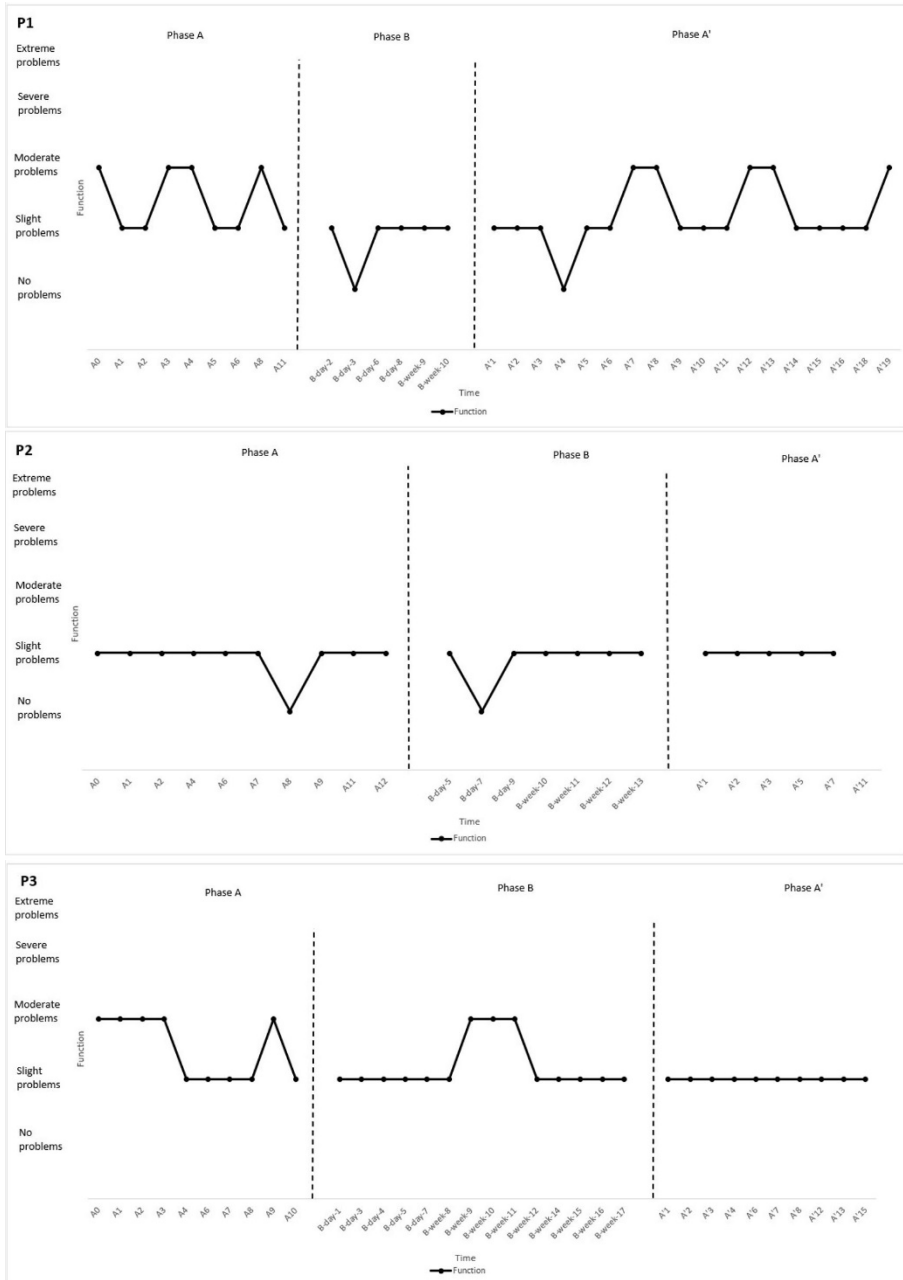 P1
Phase A
Phase B
Phase A'
Extreme
problems
Severe
problems
Moderate
problems
Slight
problems
No
problems
Function
A0 A1 A2 A3 A4 A5 A6 A8 A11 B-day-2 B-day-3 B-day-6 B-day-8 B-week-9 B-week-10 A'1 A'2 A'3 A'4 A'5 A'6 A'7 A'8 A'9 A'10 A'11 A'12 A'13 A'14 A'15 A'16 A'18 A'19
Time
Function
P2
Phase A
Phase B
Phase A'
Extreme
problems
Severe
problems
Moderate
problems
Slight
problems
No
problems
Function
A0 A1 A2 A4 A6 A7 A8 A9 A11 A12 B-day-5 B-day-7 B-day-9 B-week-10 B-week-11 B-week-12 B-week-13 A'1 A'2 A'3 A'5 A'7 A'11
Time
Function
P3
Phase A
Phase B
Phase A'
Extreme
problems
Severe
problems
Moderate
problems
Slight
problems
No
problems
Function
A0 A1 A2 A3 A4 A6 A7 A8 A9 A10 B-day-1 B-day-3 B-day-4 B-day-5 B-day-7 B-week-8 B-week-9 B-week-10 B-week-11 B-week-12 B-week-14 B-week-15 B-week-16 B-week-17 A'1 A'2 A'3 A'4 A'6 A'7 A'8 A'12 A'13 A'15
Time
Function